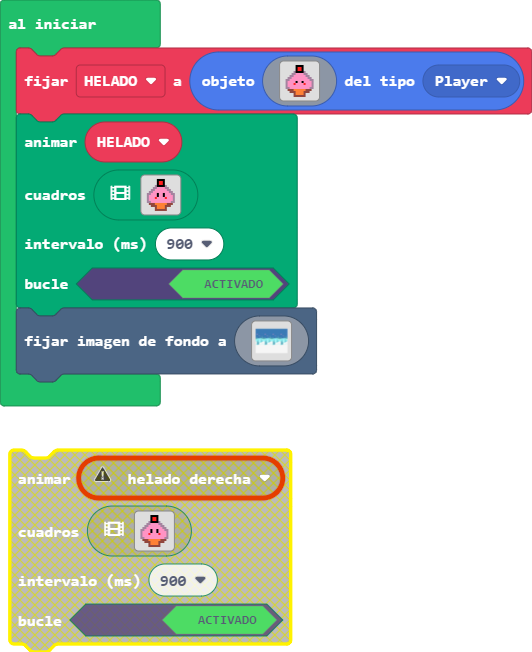 al iniciar
fijar HELADO a objeto del tipo Player
animar HELADO
cuadros
intervalo (ms) 900
bucle ACTIVADO
fijar imagen de fondo a
animar helado derecha
cuadros
intervalo (ms) 900
bucle ACTIVADO